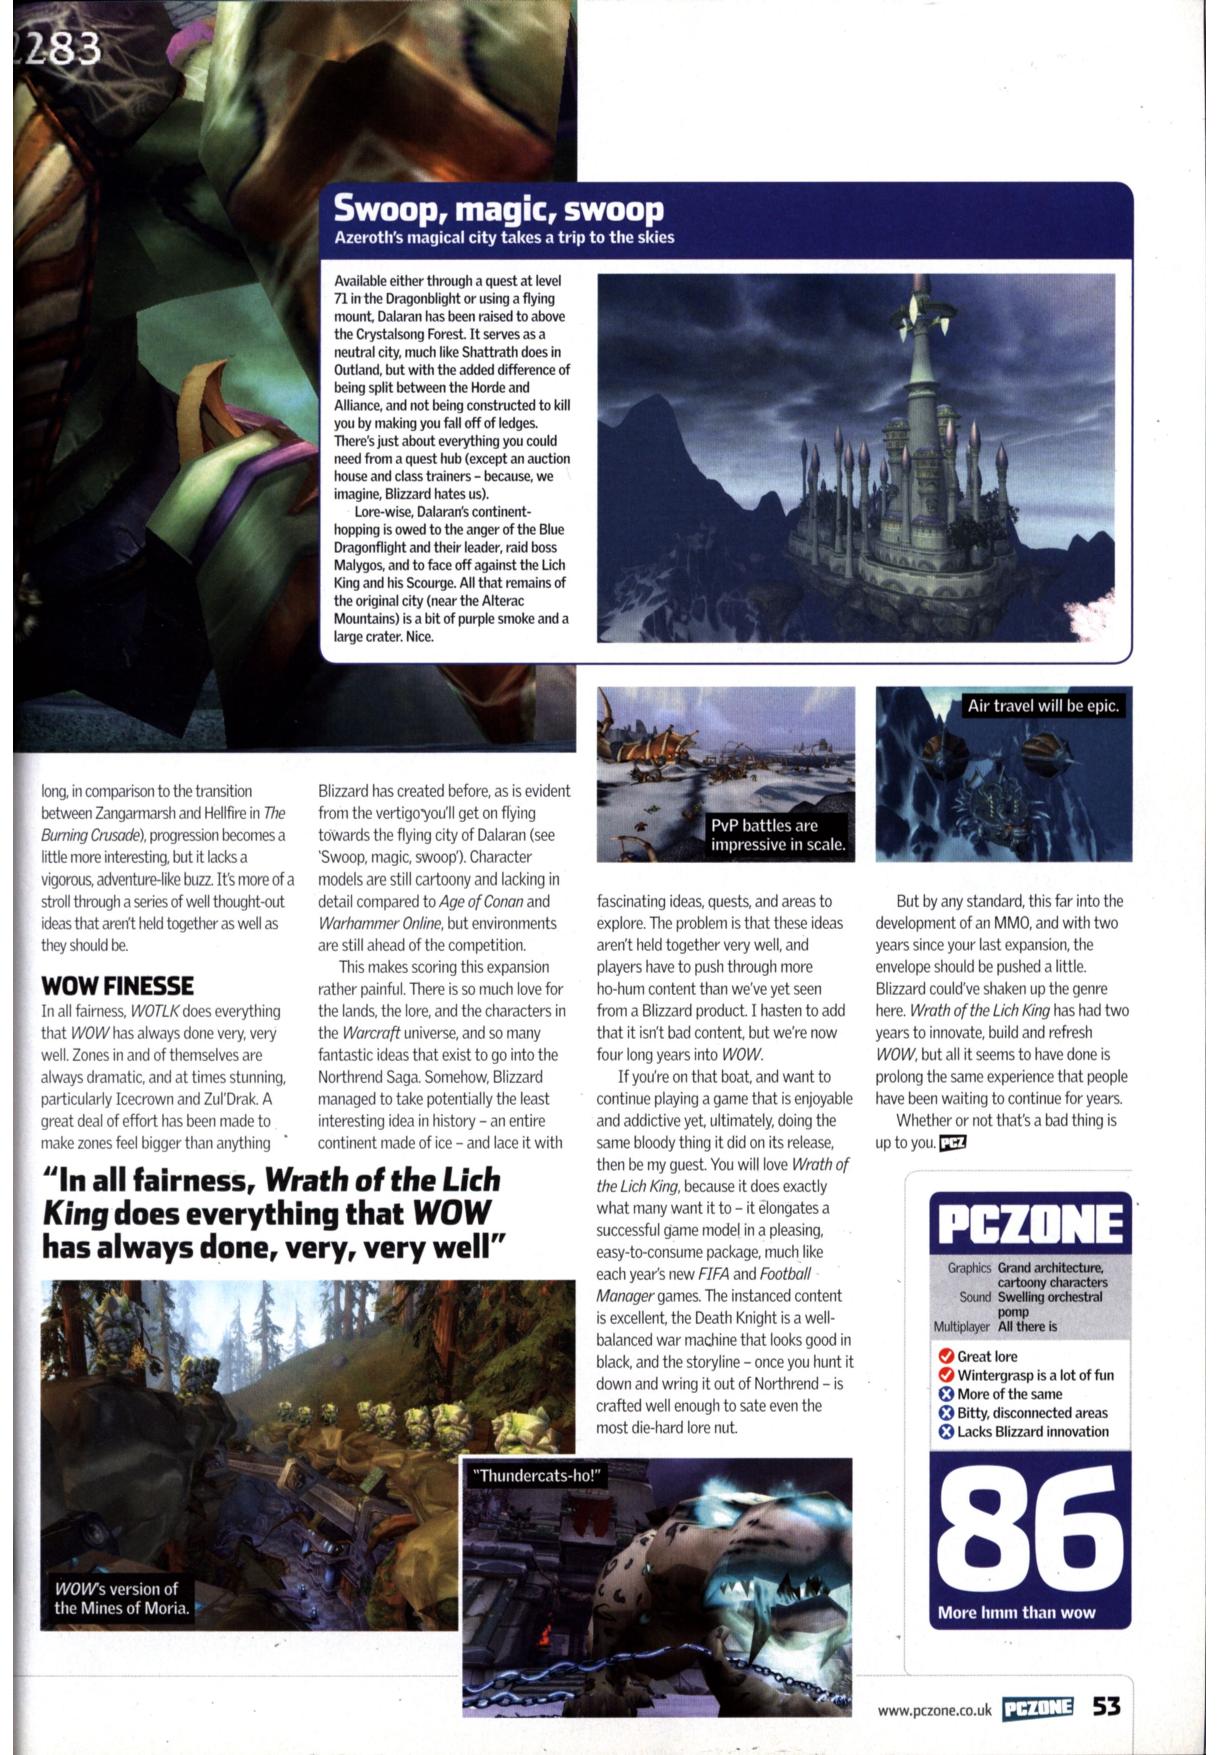 2283
Swoop, magic, swoop
Azeroth's magical city takes a trip to the skies
Available either through a quest at level
71 in the Dragonblight or using a flying
mount, Dalaran has been raised to above
the Crystalsong Forest. It serves as a
neutral city, much like Shattrath does in
Outland, but with the added difference of
being split between the Horde and
Alliance, and not being constructed to kill
you by making you fall off of ledges.
There's just about everything you could
need from a quest hub (except an auction
house and class trainers – because, we
imagine, Blizzard hates us).
Lore-wise, Dalaran's continent-
hopping is owed to the anger of the Blue
Dragonflight and their leader, raid boss
Malygos, and to face off against the Lich
King and his Scourge. All that remains of
the original city (near the Alterac
Mountains) is a bit of purple smoke and a
large crater. Nice.
PvP battles are
impressive in scale.
Air travel will be epic.
long, in comparison to the transition
between Zangarmarsh and Hellfire in The
Burning Crusade), progression becomes a
little more interesting, but it lacks a
vigorous, adventure-like buzz. It's more of a
stroll through a series of well thought-out
ideas that aren't held together as well as
they should be.
WOW FINESSE
In all fairness, WOTLK does everything
that WOW has always done very, very
well. Zones in and of themselves are
always dramatic, and at times stunning,
particularly Icecrown and Zul'Drak. A
great deal of effort has been made to
make zones feel bigger than anything
Blizzard has created before, as is evident
from the vertigo you'll get on flying
towards the flying city of Dalaran (see
'Swoop, magic, swoop'). Character
models are still cartoony and lacking in
detail compared to Age of Conan and
Warhammer Online, but environments
are still ahead of the competition.
This makes scoring this expansion
rather painful. There is so much love for
the lands, the lore, and the characters in
the Warcraft universe, and so many
fantastic ideas that exist to go into the
Northrend Saga. Somehow, Blizzard
managed to take potentially the least
interesting idea in history – an entire
continent made of ice – and lace it with
"In all fairness, Wrath of the Lich
King does everything that WOW
has always done, very, very well"
WOW's version of
the Mines of Moria.
"Thundercats-ho!"
fascinating ideas, quests, and areas to
explore. The problem is that these ideas
aren't held together very well, and
players have to push through more
ho-hum content than we've yet seen
from a Blizzard product. I hasten to add
that it isn't bad content, but we're now
four long years into WOW.
If you're on that boat, and want to
continue playing a game that is enjoyable
and addictive yet, ultimately, doing the
same bloody thing it did on its release,
then be my guest. You will love Wrath of
the Lich King, because it does exactly
what many want it to – it elongates a
successful game model in a pleasing,
easy-to-consume package, much like
each year's new FIFA and Football
Manager games. The instanced content
is excellent, the Death Knight is a well-
balanced war machine that looks good in
black, and the storyline – once you hunt it
down and wring it out of Northrend – is
crafted well enough to sate even the
most die-hard lore nut.
But by any standard, this far into the
development of an MMO, and with two
years since your last expansion, the
envelope should be pushed a little.
Blizzard could've shaken up the genre
here. Wrath of the Lich King has had two
years to innovate, build and refresh
WOW, but all it seems to have done is
prolong the same experience that people
have been waiting to continue for years.
Whether or not that's a bad thing is
up to you. PCZ
PCZONE
Graphics Grand architecture,
cartoony characters
Sound Swelling orchestral
pomp
Multiplayer All there is
Great lore
Wintergrasp is a lot of fun
More of the same
Bitty, disconnected areas
Lacks Blizzard innovation
86
More hmm than wow
www.pczone.co.uk PCZONE 53